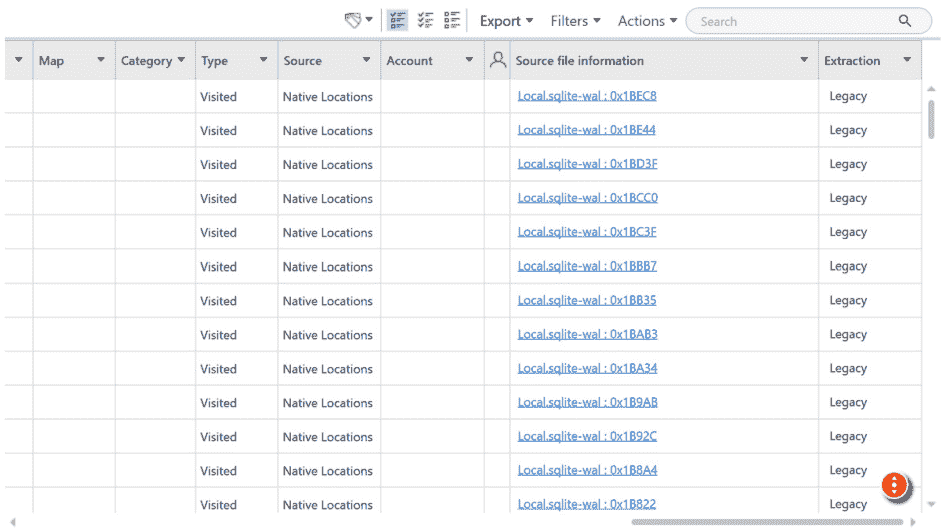 Export Filters Actions Search
Map Category Type Source Account Source file information Extraction
Visited Native Locations Local.sqlite-wal : 0x1BEC8 Legacy
Visited Native Locations Local.sqlite-wal : 0x1BE44 Legacy
Visited Native Locations Local.sqlite-wal : 0x1BD3F Legacy
Visited Native Locations Local.sqlite-wal : 0x1BCC0 Legacy
Visited Native Locations Local.sqlite-wal : 0x1BC3F Legacy
Visited Native Locations Local.sqlite-wal : 0x1BBB7 Legacy
Visited Native Locations Local.sqlite-wal : 0x1BB35 Legacy
Visited Native Locations Local.sqlite-wal : 0x1BAB3 Legacy
Visited Native Locations Local.sqlite-wal : 0x1BA34 Legacy
Visited Native Locations Local.sqlite-wal : 0x1B9AB Legacy
Visited Native Locations Local.sqlite-wal : 0x1B92C Legacy
Visited Native Locations Local.sqlite-wal : 0x1B8A4 Legacy
Visited Native Locations Local.sqlite-wal : 0x1B822 Legacy